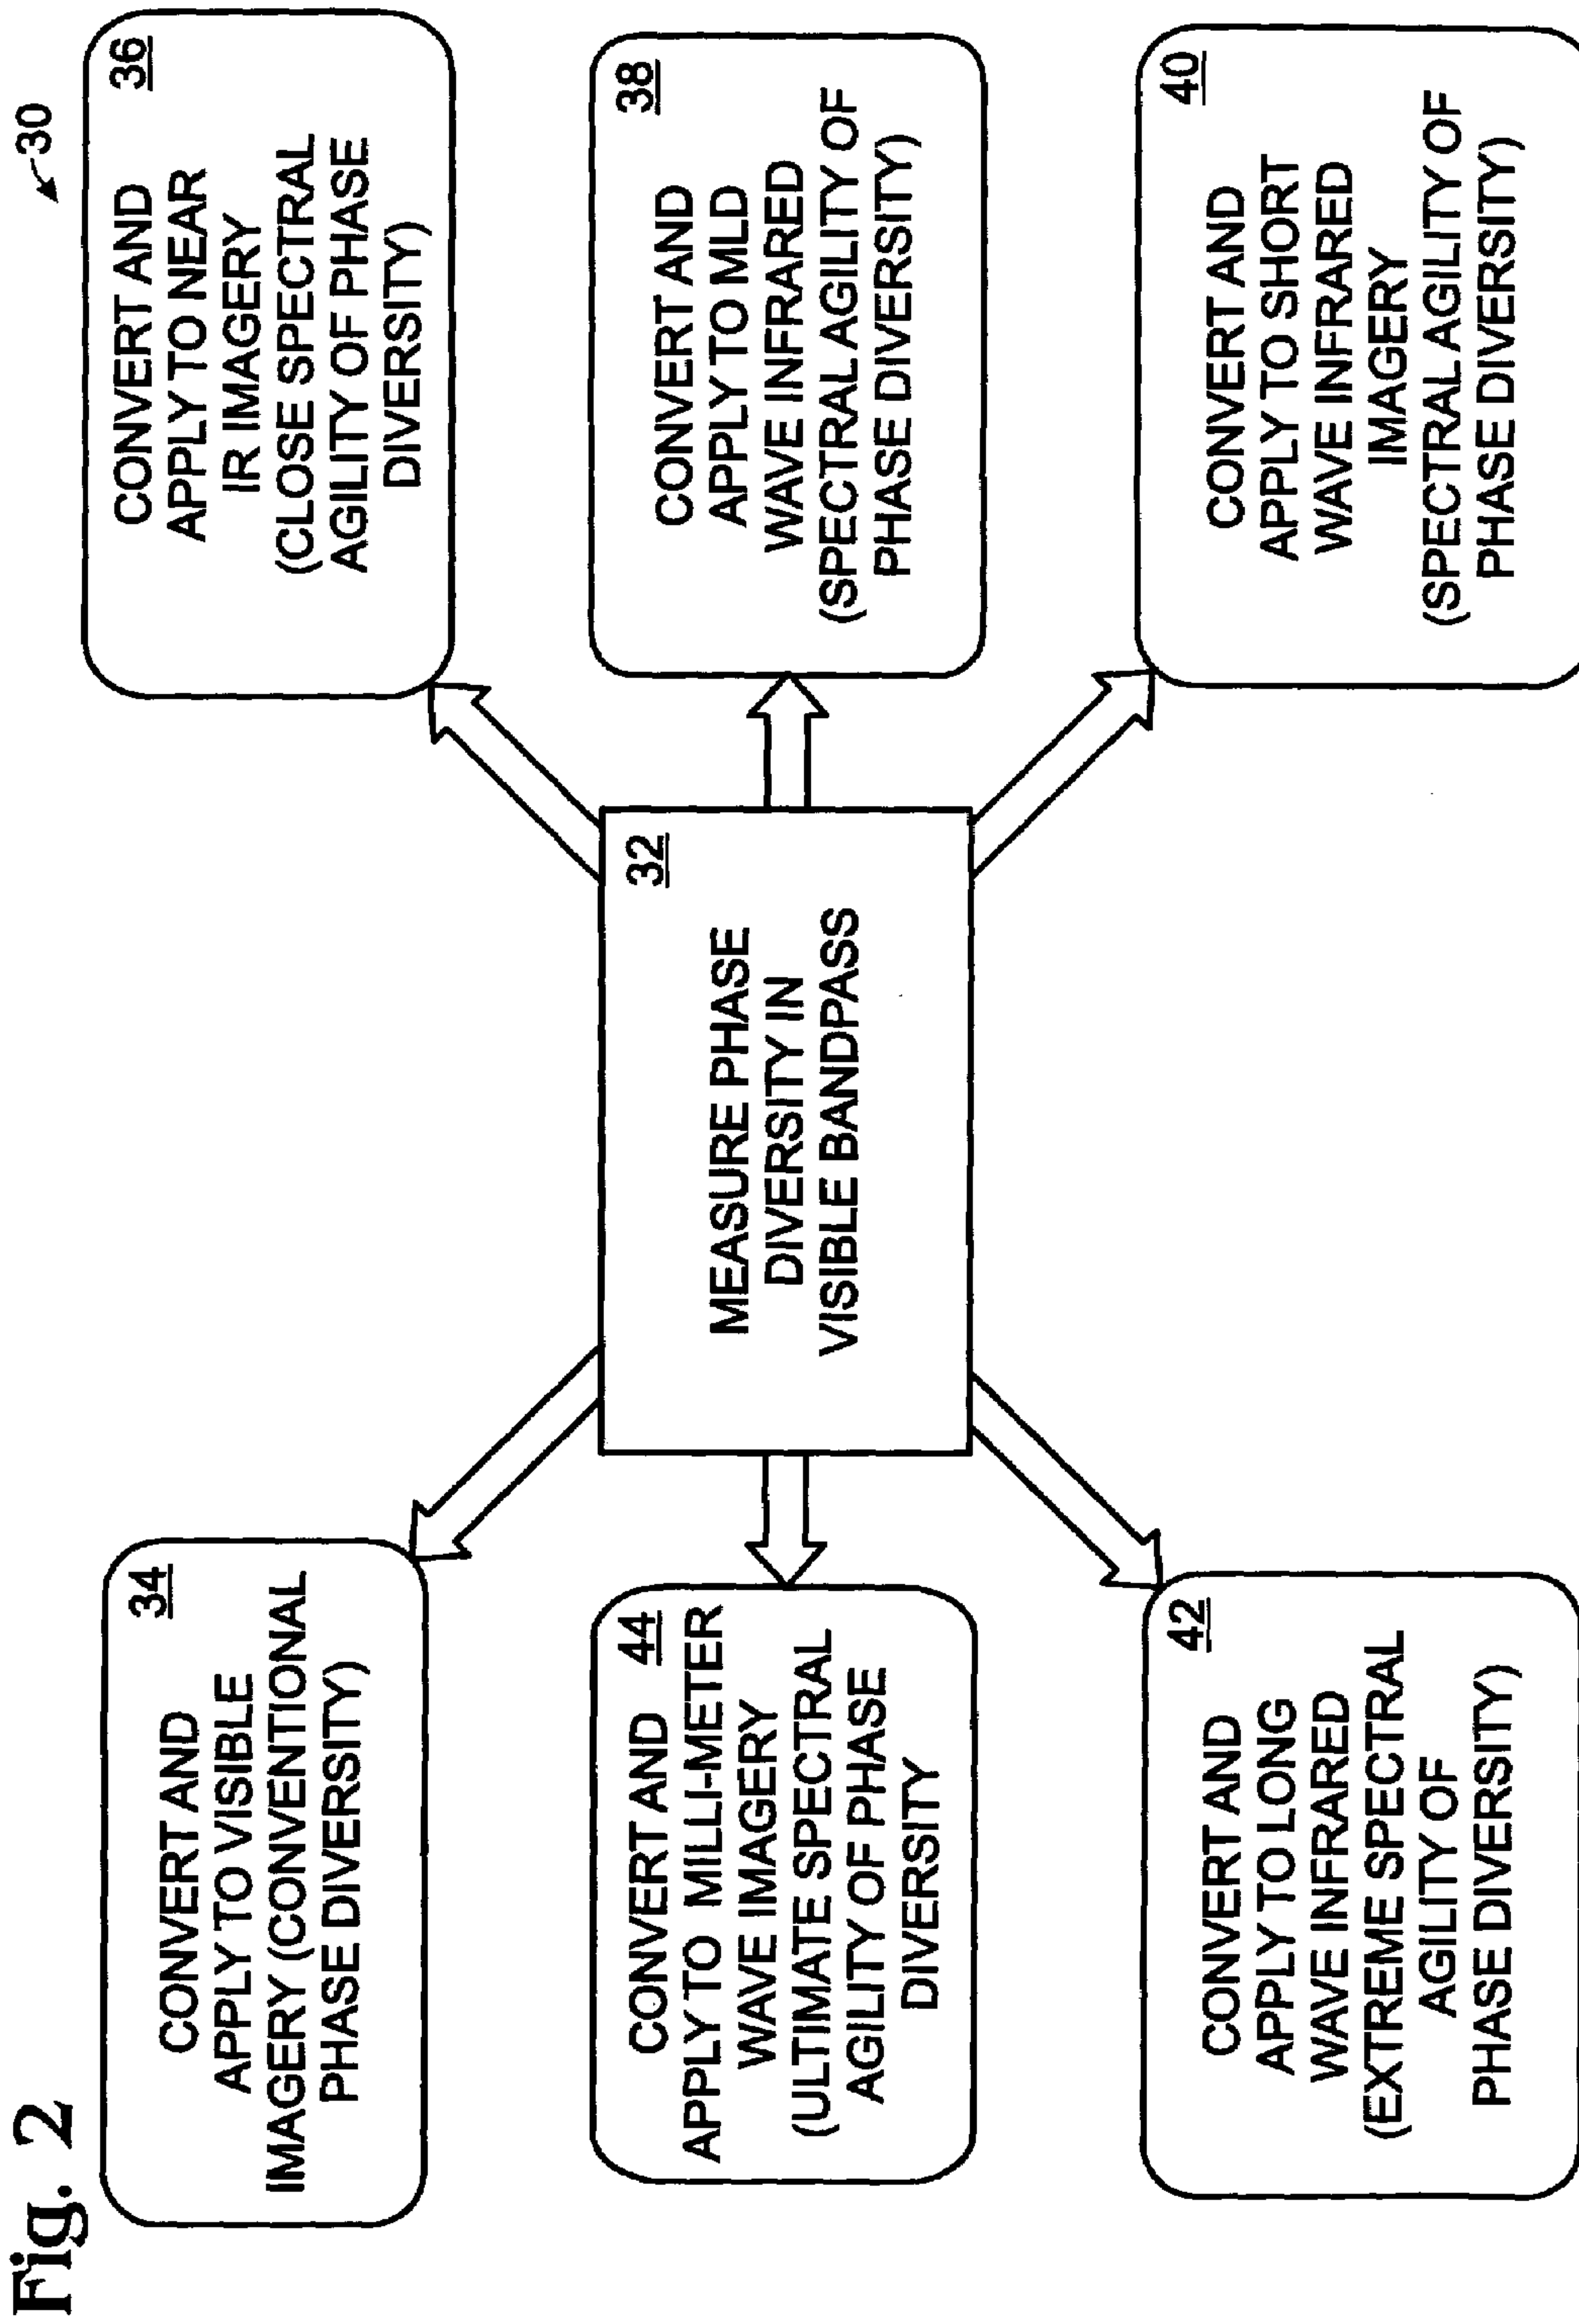 Fig. 2
30
34
CONVERT AND
APPLY TO VISIBLE
IMAGERY (CONVENTIONAL
PHASE DIVERSITY)
36
CONVERT AND
APPLY TO NEAR
IR IMAGERY
(CLOSE SPECTRAL
AGILITY OF PHASE
DIVERSITY)
44
CONVERT AND
APPLY TO MILLI-METER
WAVE IMAGERY
(ULTIMATE SPECTRAL
AGILITY OF PHASE
DIVERSITY
32
MEASURE PHASE
DIVERSITY IN
VISIBLE BANDPASS
38
CONVERT AND
APPLY TO MLD
WAVE INFRARED
(SPECTRAL AGILITY OF
PHASE DIVERSITY)
42
CONVERT AND
APPLY TO LONG
WAVE INFRARED
(EXTREME SPECTRAL
AGILITY OF
PHASE DIVERSITY)
40
CONVERT AND
APPLY TO SHORT
WAVE INFRARED
IMAGERY
(SPECTRAL AGILITY OF
PHASE DIVERSITY)